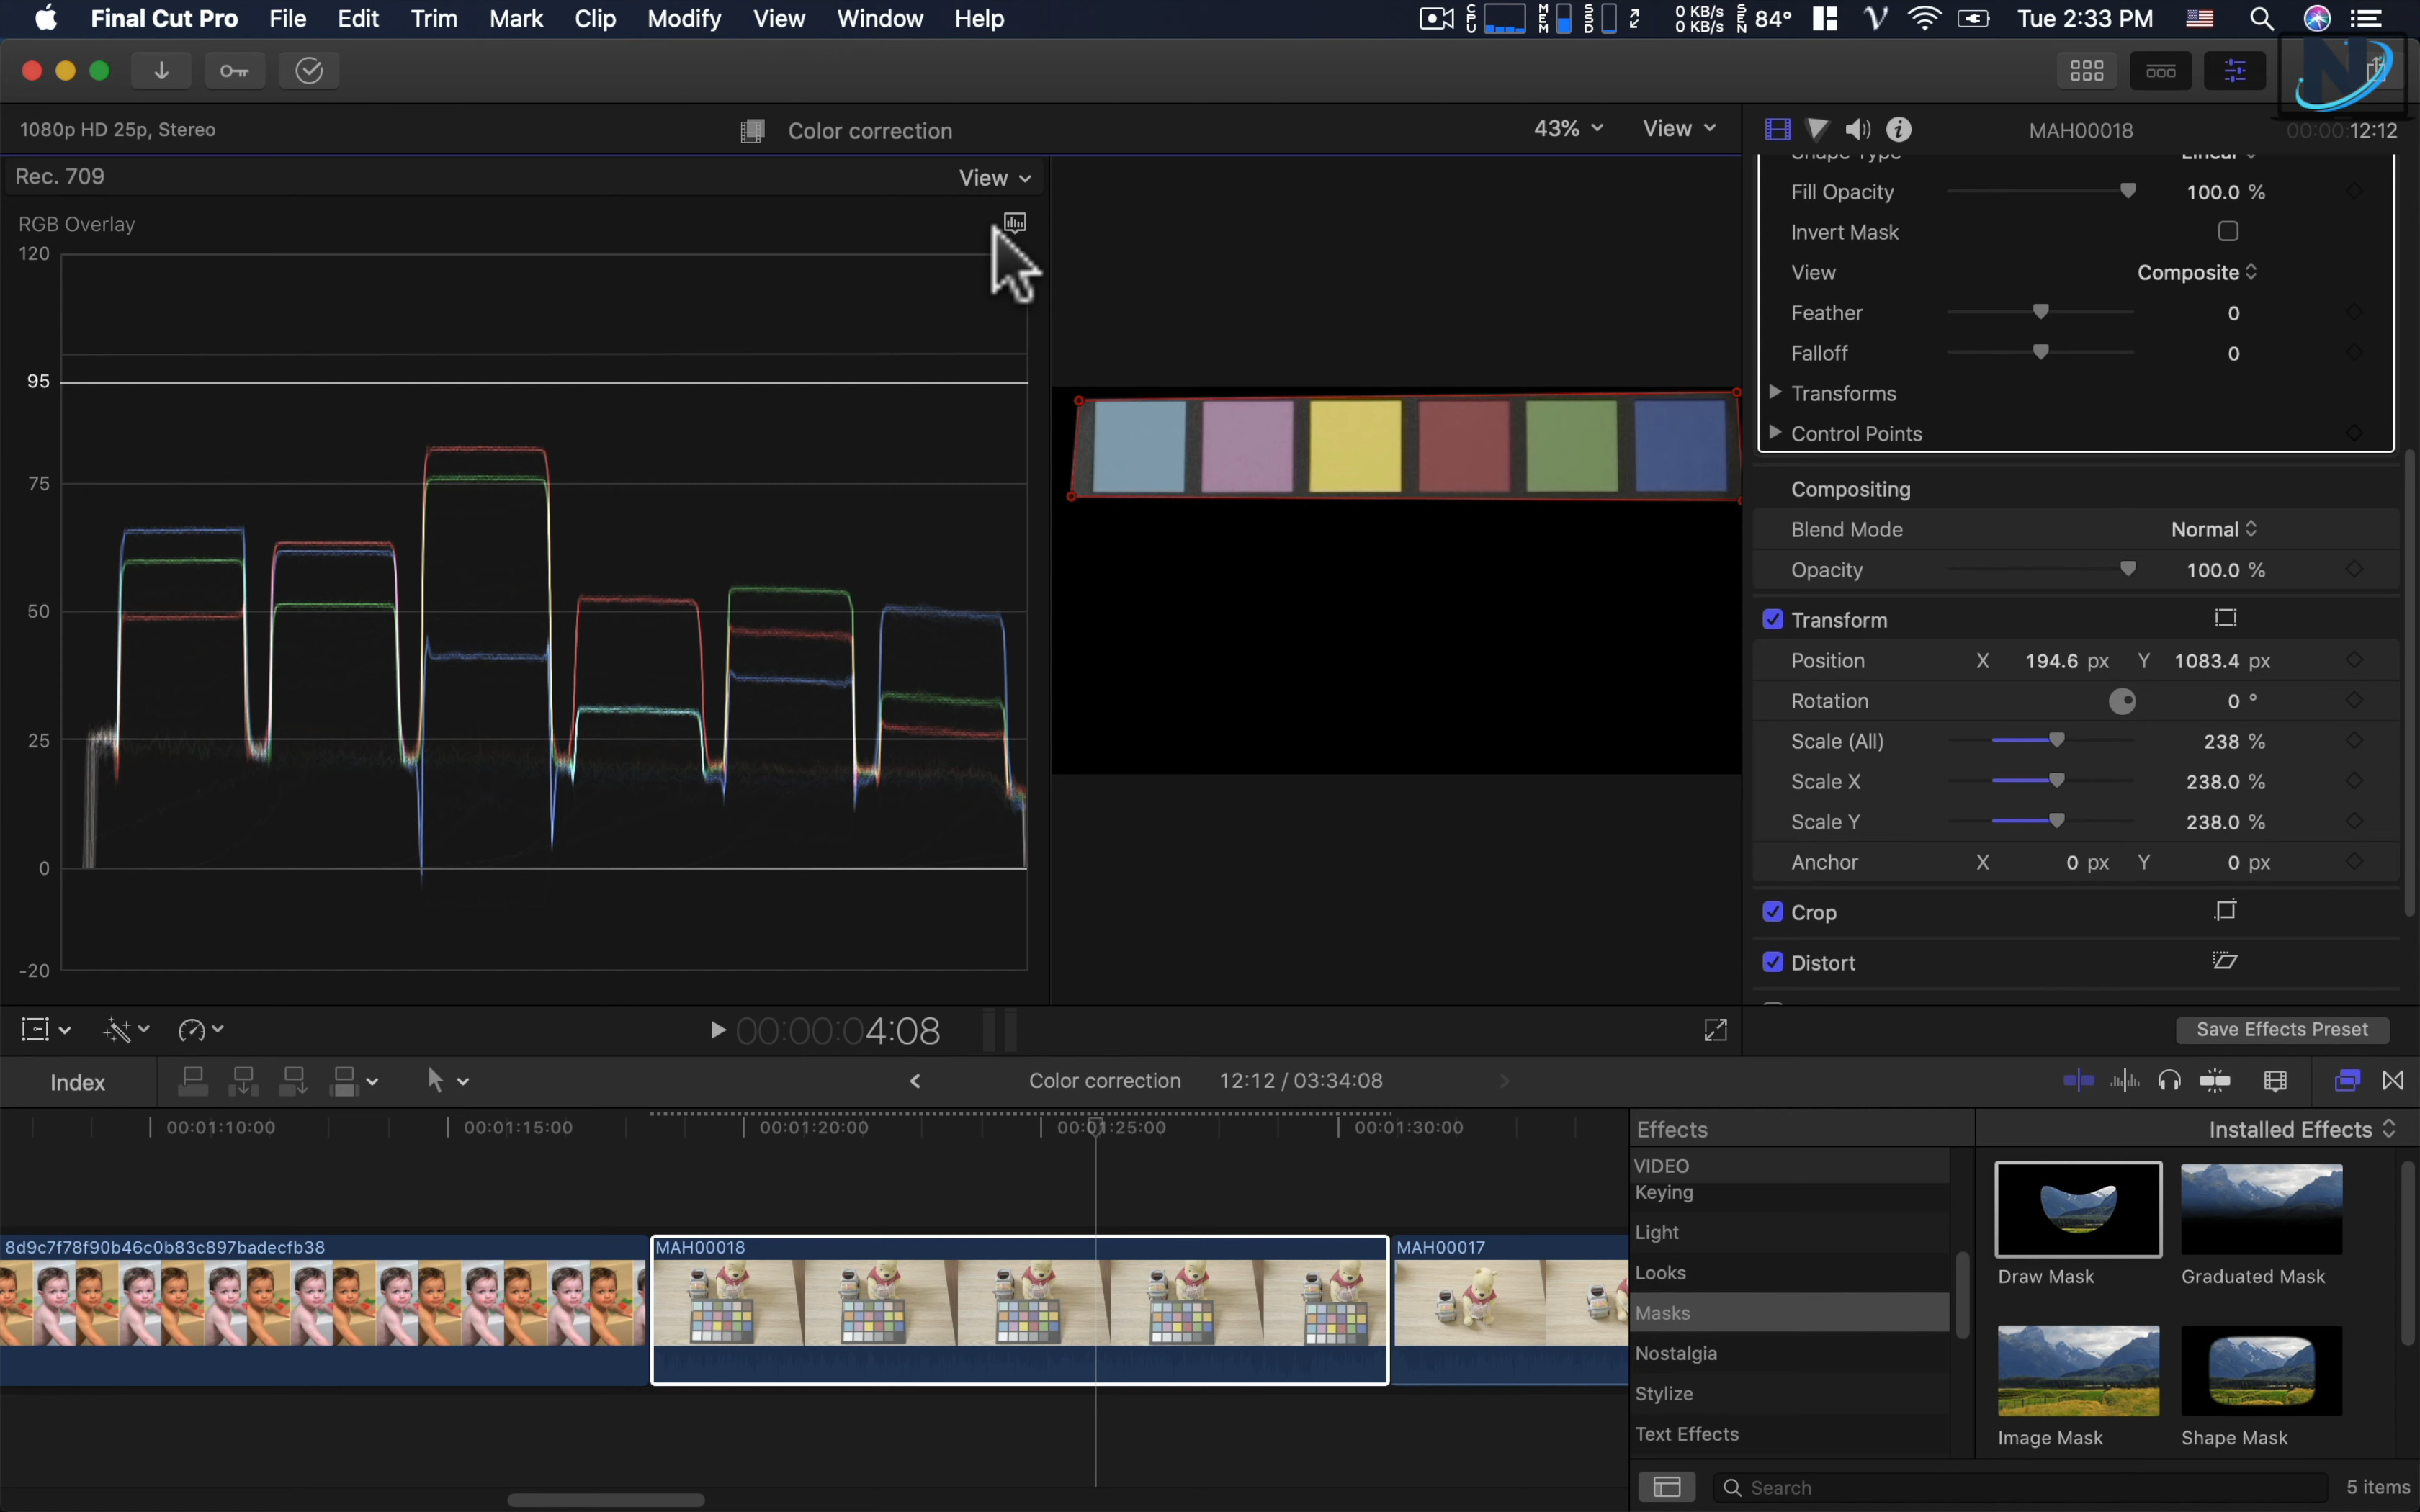 Final Cut Pro File Edit Trim Mark Clip Modify View Window Help
CPU MEM SSD 0 KB/s 0 KB/s SEN 84° Tue 2:33 PM
1080p HD 25p, Stereo
Color correction
43% View
MAH00018
00:00:12:12
Rec. 709
View
RGB Overlay
120
95
75
50
25
0
-20
Shape Type Linear
Fill Opacity 100.0 %
Invert Mask
View Composite
Feather 0
Falloff 0
Transforms
Control Points
Compositing
Blend Mode Normal
Opacity 100.0 %
Transform
Position X 194.6 px Y 1083.4 px
Rotation 0 °
Scale (All) 238 %
Scale X 238.0 %
Scale Y 238.0 %
Anchor X 0 px Y 0 px
Crop
Distort
00:00:04:08
Save Effects Preset
Index
Color correction 12:12 / 03:34:08
00:01:10:00 00:01:15:00 00:01:20:00 00:01:25:00 00:01:30:00
8d9c7f78f90b46c0b83c897badecfb38
MAH00018
MAH00017
Effects
Installed Effects
VIDEO
Keying
Light
Looks
Masks
Nostalgia
Stylize
Text Effects
Draw Mask
Graduated Mask
Image Mask
Shape Mask
Search
5 items